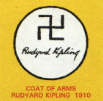 Rudyard Kipling
COAT OF ARMS
RUDYARD KIPLING 1910